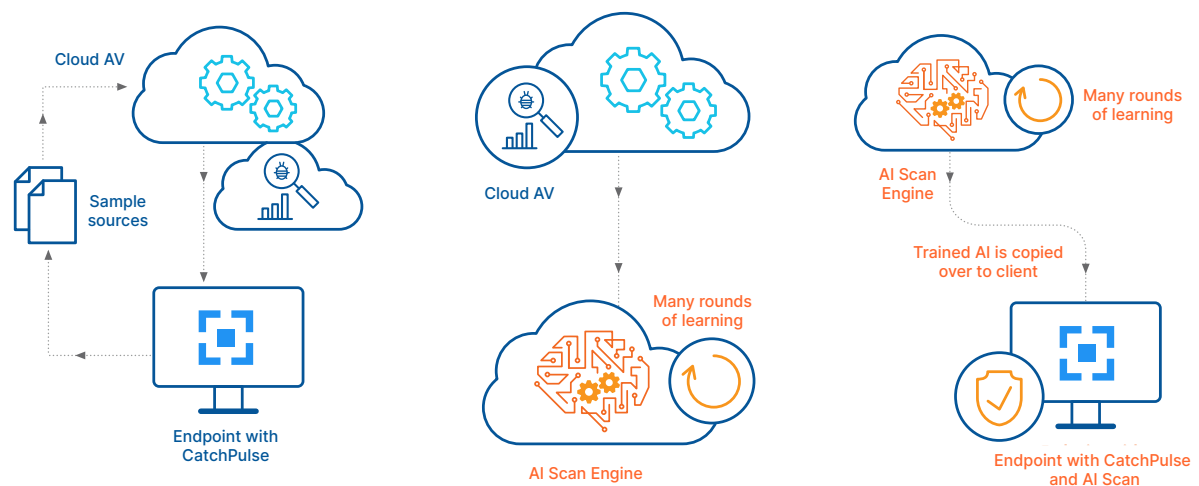 Cloud AV
Sample
sources
Endpoint with
CatchPulse
Cloud AV
Many rounds
of learning
AI Scan Engine
Many rounds
of learning
AI Scan
Engine
Trained AI is copied
over to client
Endpoint with CatchPulse
and AI Scan